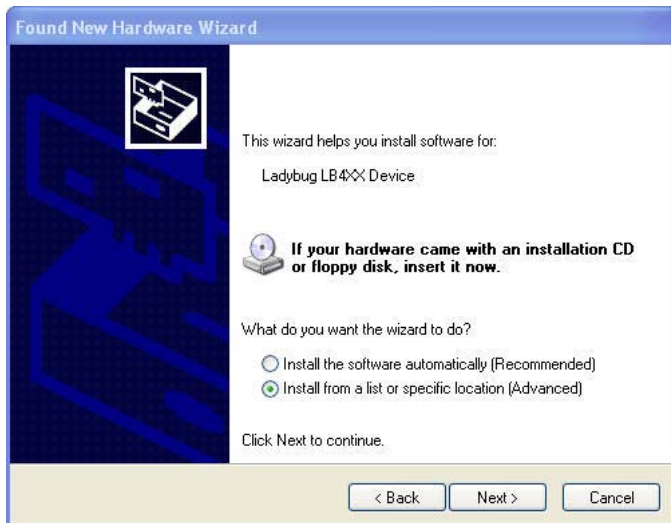 Found New Hardware Wizard
This wizard helps you install software for:
Ladybug LB4XX Device
If your hardware came with an installation CD
or floppy disk, insert it now.
What do you want the wizard to do?
Install the software automatically (Recommended)
Install from a list or specific location (Advanced)
Click Next to continue.
< Back
Next >
Cancel